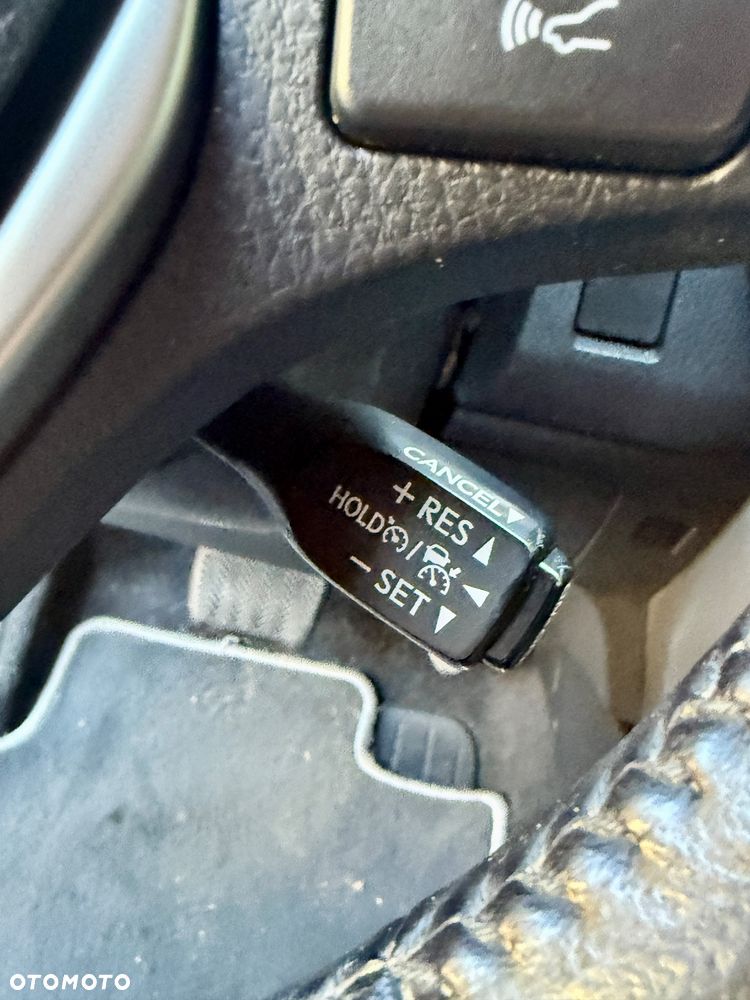 CANCEL
+ RES
HOLD /
− SET
OTOMOTO